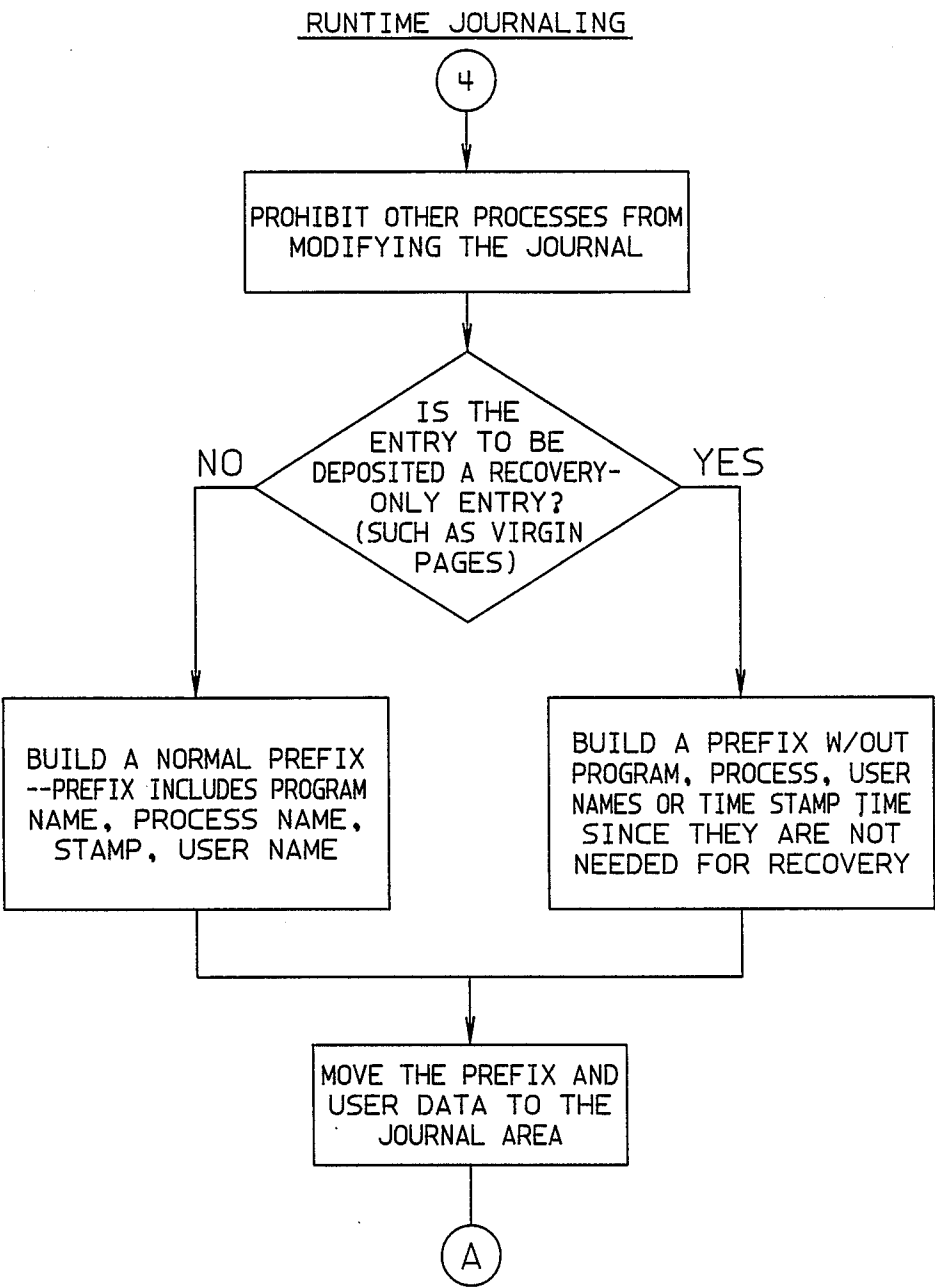 RUNTIME JOURNALING
4
PROHIBIT OTHER PROCESSES FROM
MODIFYING THE JOURNAL
IS THE
ENTRY TO BE
DEPOSITED A RECOVERY-
ONLY ENTRY?
(SUCH AS VIRGIN
PAGES)
NO
YES
BUILD A NORMAL PREFIX
--PREFIX INCLUDES PROGRAM
NAME, PROCESS NAME,
STAMP, USER NAME
BUILD A PREFIX W/OUT
PROGRAM, PROCESS, USER
NAMES OR TIME STAMP TIME
SINCE THEY ARE NOT
NEEDED FOR RECOVERY
MOVE THE PREFIX AND
USER DATA TO THE
JOURNAL AREA
A